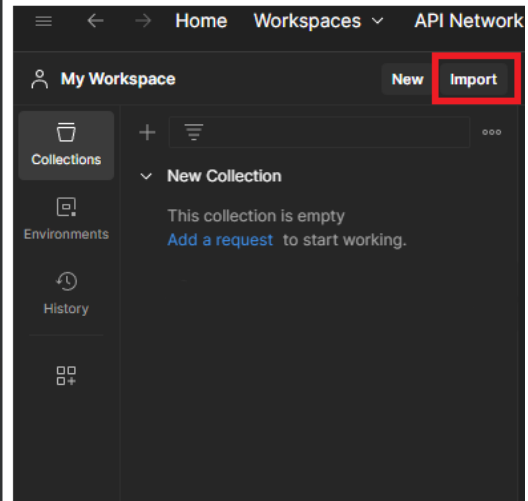 Home Workspaces API Network
My Workspace New Import
Collections
New Collection
This collection is empty
Add a request to start working.
Environments
History